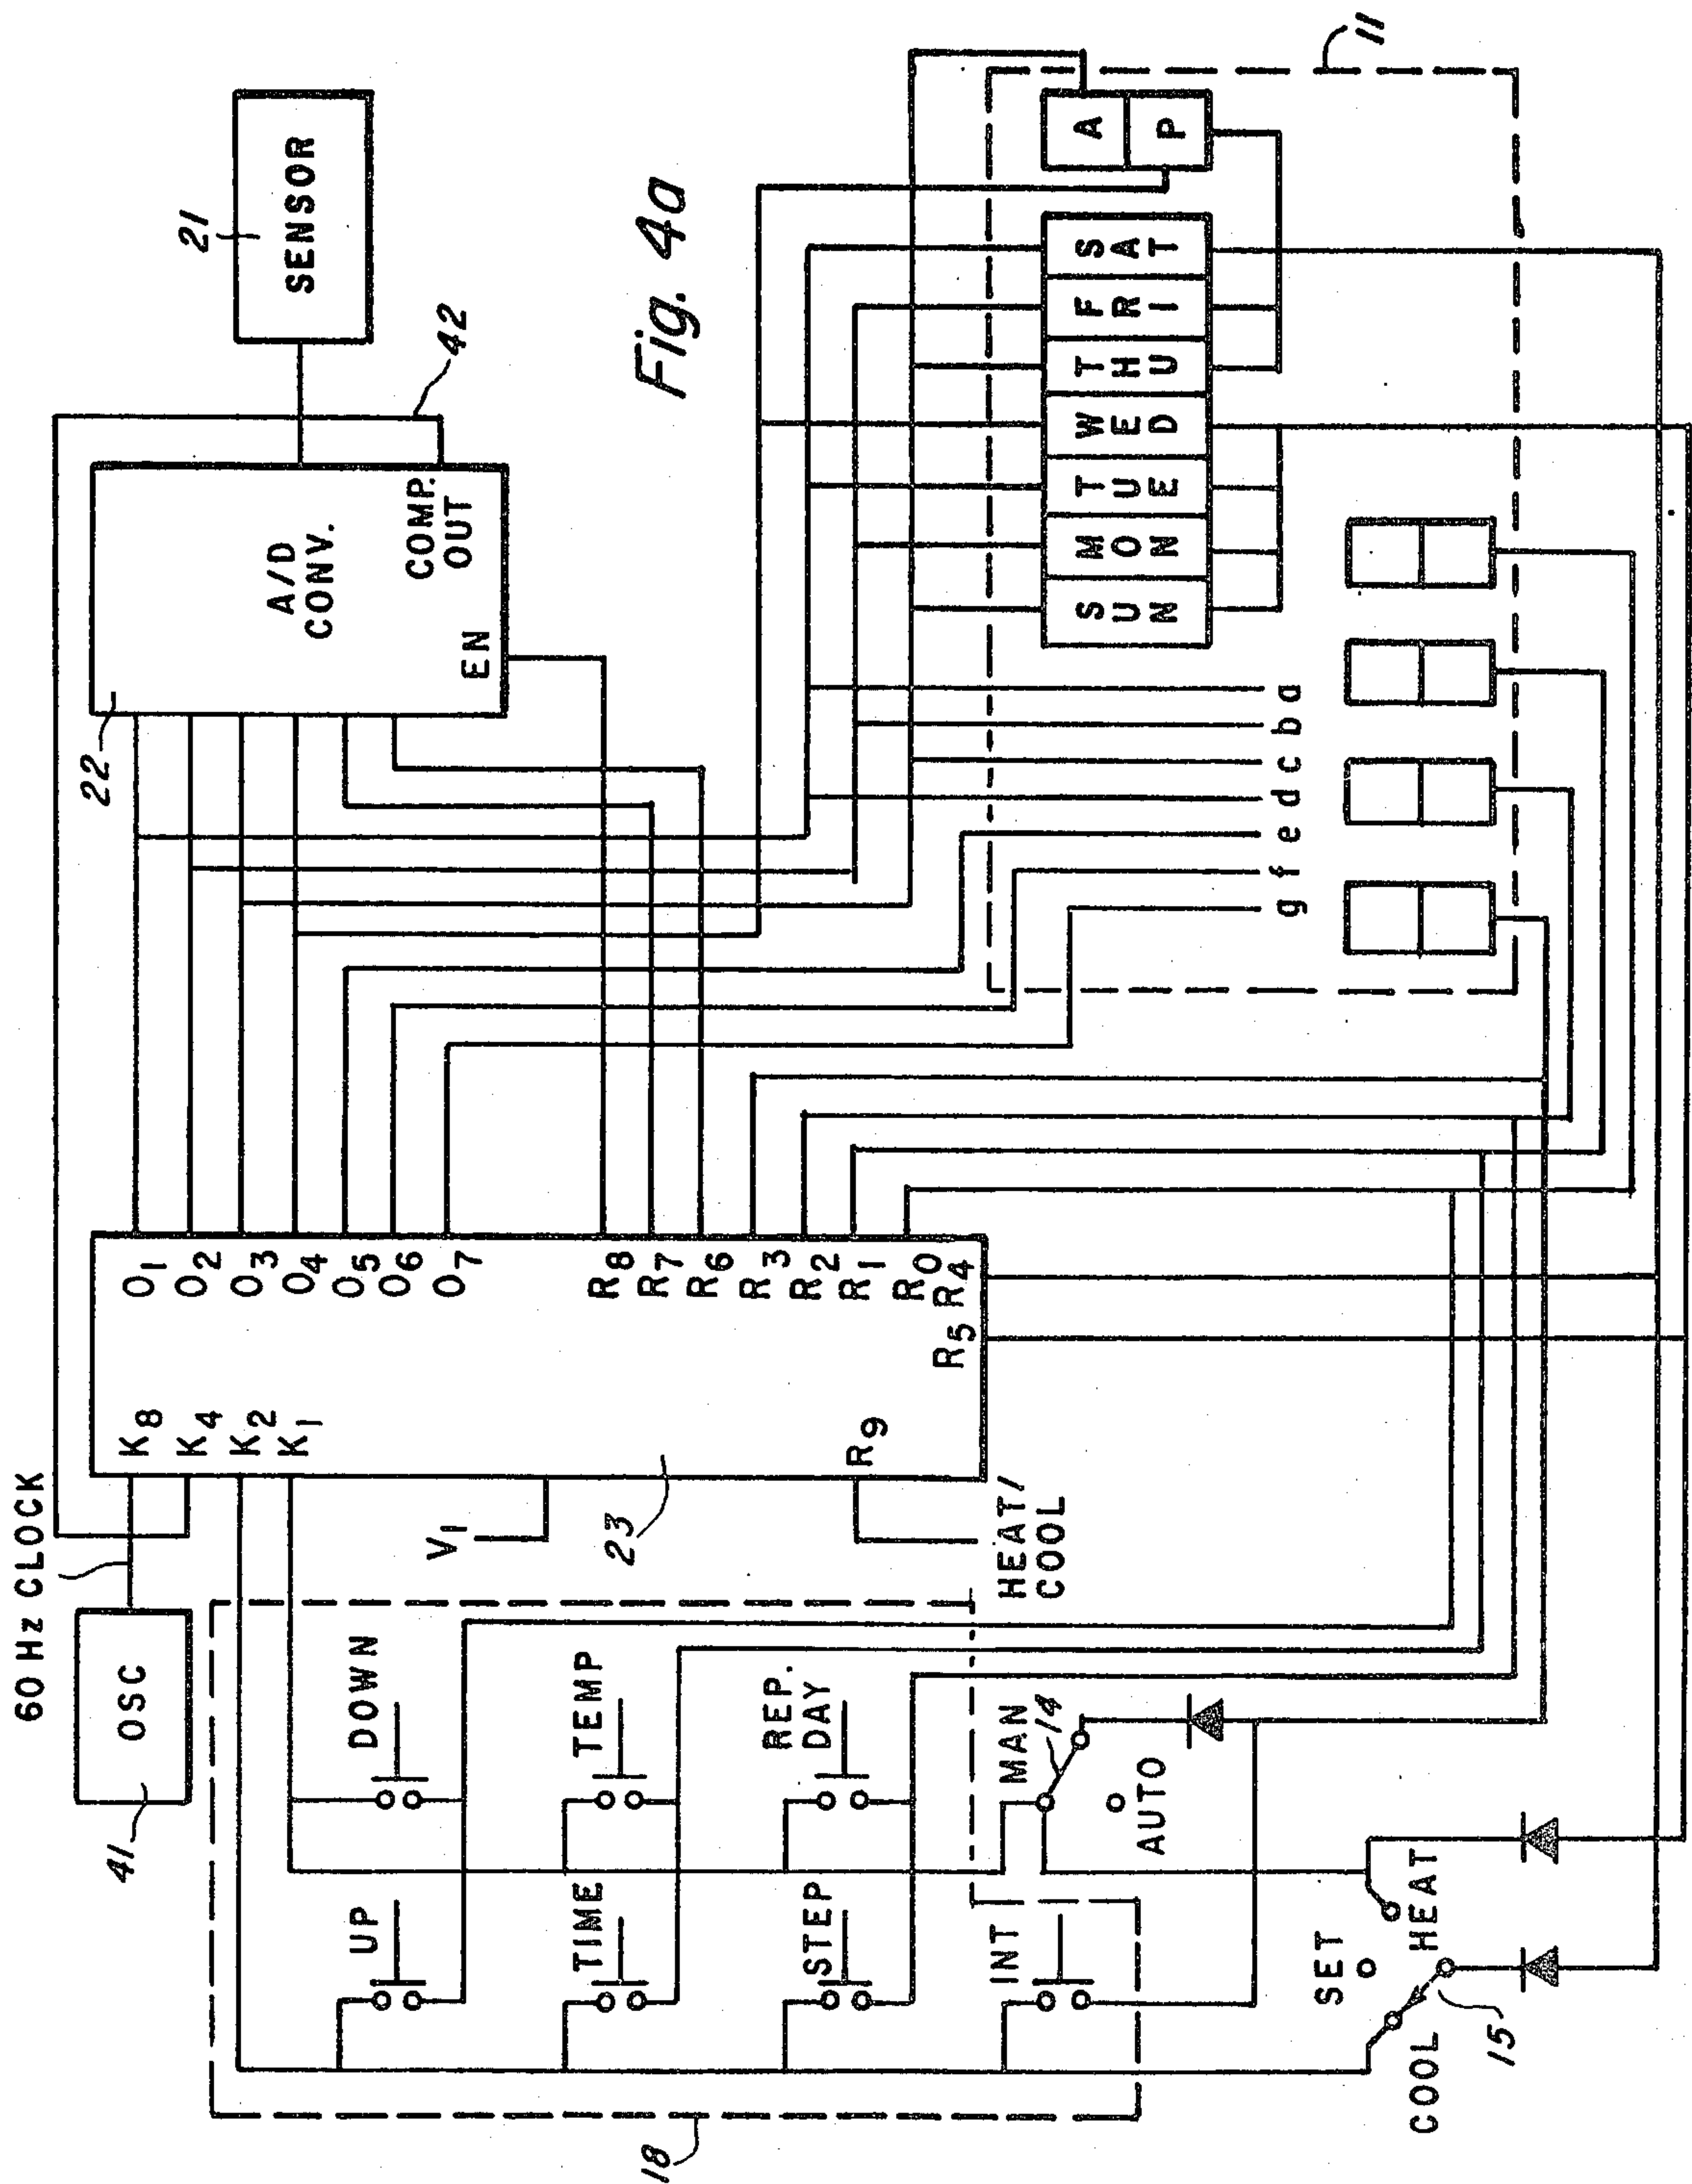 60 Hz CLOCK
41
OSC
K8
K4
K2
K1
O1
O2
O3
O4
O5
O6
O7
R8
R7
R6
R3
R2
R1
R0
R4
R5
R9
V1
23
HEAT/
COOL
22
A/D
CONV.
COMP.
OUT
EN
42
21
SENSOR
Fig. 4a
18
UP
DOWN
TIME
TEMP
STEP
REP.
DAY
INT
MAN
14
AUTO
SET
COOL
HEAT
15
g f e d c b a
SUN
MON
TUE
WED
THU
FRI
SAT
A
P
11